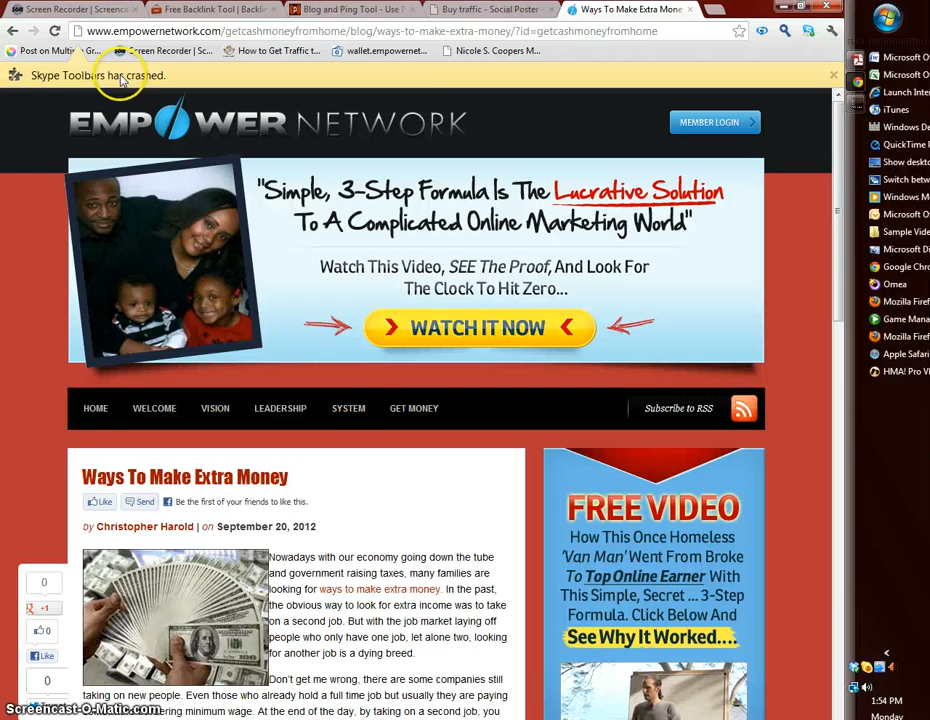 Screen Recorder | Screenca
Free Backlink Tool | Backlin
Blog and Ping Tool - Use P
Buy traffic - Social Poster -
Ways To Make Extra Mone
www.empowernetwork.com/getcashmoneyfromhome/blog/ways-to-make-extra-money/?id=getcashmoneyfromhome
Post on Multi
Gr...
Screen Recorder | Sc...
How to Get Traffic t...
wallet.empowernet...
Nicole S. Coopers M...
Skype Toolbars has crashed.
EMPOWER NETWORK
MEMBER LOGIN
"Simple, 3-Step Formula Is The Lucrative Solution
To A Complicated Online Marketing World"
Watch This Video, SEE The Proof, And Look For
The Clock To Hit Zero...
WATCH IT NOW
HOME
WELCOME
VISION
LEADERSHIP
SYSTEM
GET MONEY
Subscribe to RSS
Ways To Make Extra Money
Like
Send
Be the first of your friends to like this.
by Christopher Harold | on September 20, 2012
Nowadays with our economy going down the tube
and government raising taxes, many families are
looking for ways to make extra money. In the past,
the obvious way to look for extra income was to take
on a second job. But with the job market laying off
people who only have one job, let alone two, looking
for another job is a dying breed.
Don't get me wrong, there are some companies still
taking on new people. Even those who already hold a full time job but usually they are paying
ering minimum wage. At the end of the day, by taking on a second job, you
0
+1
0
Like
0
FREE VIDEO
How This Once Homeless
'Van Man' Went From Broke
To Top Online Earner With
This Simple, Secret ... 3-Step
Formula. Click Below And
See Why It Worked...
Microsoft W
Microsoft O
Launch Inter
iTunes
Windows De
QuickTime P
Show deskto
Switch betw
Windows Me
Microsoft O
Sample Vide
Microsoft Di
Google Chro
Omea
Mozilla Firef
Game Mana
Mozilla Firef
Apple Safari
HMA! Pro V
1:54 PM
Monday
Screencast-O-Matic.com